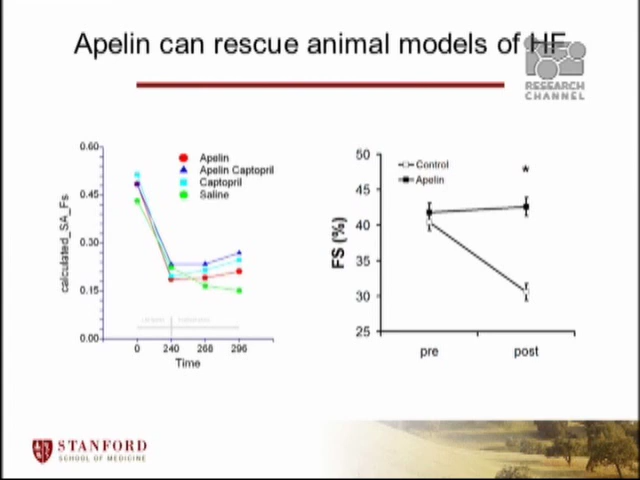 Apelin can rescue animal models of HF
RESEARCH
CHANNEL
0.60
0.45
0.30
0.15
0.00
calculated_SA_Fs
Apelin
Apelin Captopril
Captopril
Saline
0 240 268 296
Time
50
45
40
35
30
25
FS (%)
Control
Apelin
*
pre post
STANFORD
SCHOOL OF MEDICINE